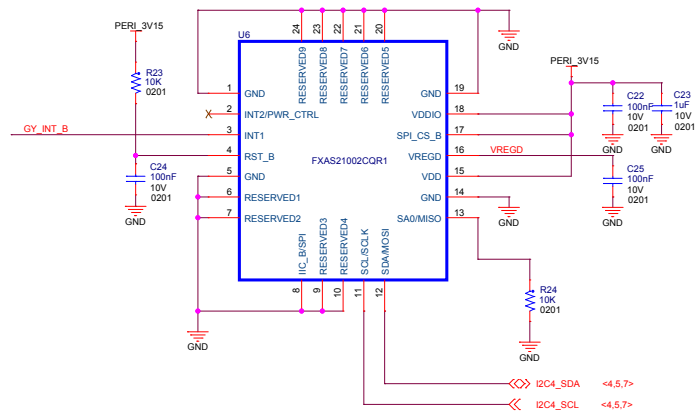 PERI_3V15
R23
10K
0201
GY_INT_B
C24
100nF
10V
0201
GND
GND
U6
24
23
22
21
20
RESERVED9
RESERVED8
RESERVED7
RESERVED6
RESERVED5
1
GND
2
INT2/PWR_CTRL
3
INT1
4
RST_B
5
GND
6
RESERVED1
7
RESERVED2
FXAS21002CQR1
GND
19
VDDIO
18
SPI_CS_B
17
VREGD
16
VDD
15
GND
14
SA0/MISO
13
IIC_B/SPI
RESERVED3
RESERVED4
SCL/SCLK
SDA/MOSI
8
9
10
11
12
GND
PERI_3V15
C22
100nF
10V
0201
C23
1uF
10V
0201
GND
GND
VREGD
C25
100nF
10V
0201
GND
GND
R24
10K
0201
GND
I2C4_SDA <4,5,7>
I2C4_SCL <4,5,7>